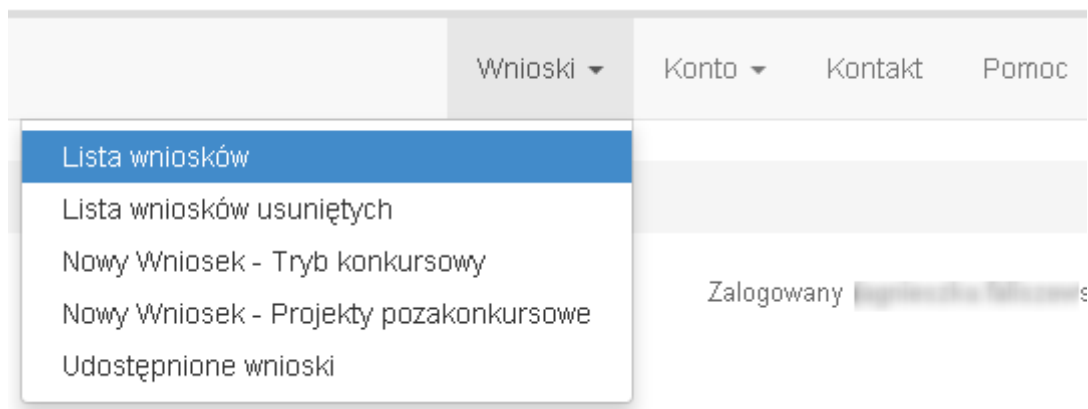 Wnioski Konto Kontakt Pomoc
Lista wniosków
Lista wniosków usuniętych
Nowy Wniosek - Tryb konkursowy
Nowy Wniosek - Projekty pozakonkursowe
Udostępnione wnioski
Zalogowany